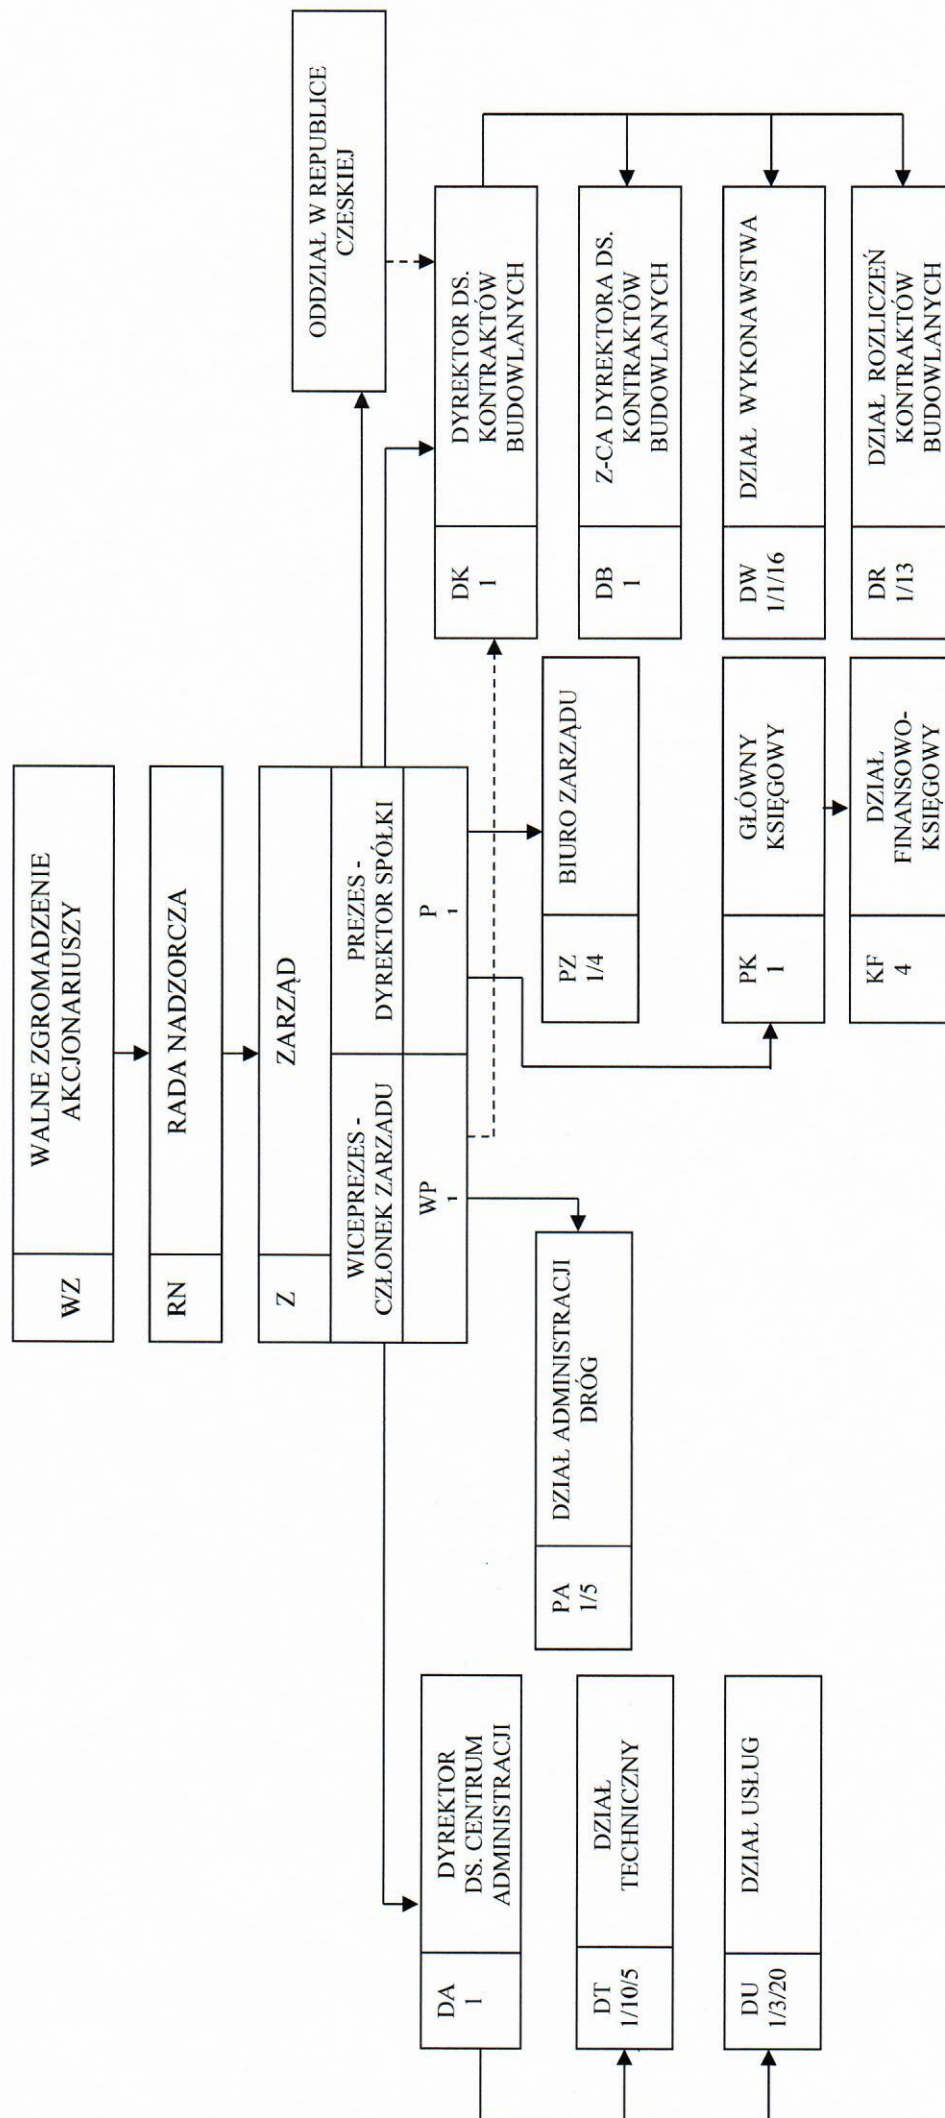 WZ
WALNE ZGROMADZENIE
AKCJONARIUSZY
RN
RADA NADZORCZA
Z
ZARZĄD
WICEPREZES -
CZŁONEK ZARZADU
PREZES -
DYREKTOR SPÓŁKI
WP
1
P
1
ODDZIAŁ W REPUBLICE
CZESKIEJ
DA
1
DYREKTOR
DS. CENTRUM
ADMINISTRACJI
DT
1/10/5
DZIAŁ
TECHNICZNY
DU
1/3/20
DZIAŁ USŁUG
PA
1/5
DZIAŁ ADMINISTRACJI
DRÓG
PZ
1/4
BIURO ZARZĄDU
PK
1
GŁÓWNY
KSIĘGOWY
KF
4
DZIAŁ
FINANSOWO-
KSIĘGOWY
DK
1
DYREKTOR DS.
KONTRAKTÓW
BUDOWLANYCH
DB
1
Z-CA DYREKTORA DS.
KONTRAKTÓW
BUDOWLANYCH
DW
1/1/16
DZIAŁ WYKONAWSTWA
DR
1/13
DZIAŁ ROZLICZEŃ
KONTRAKTÓW
BUDOWLANYCH